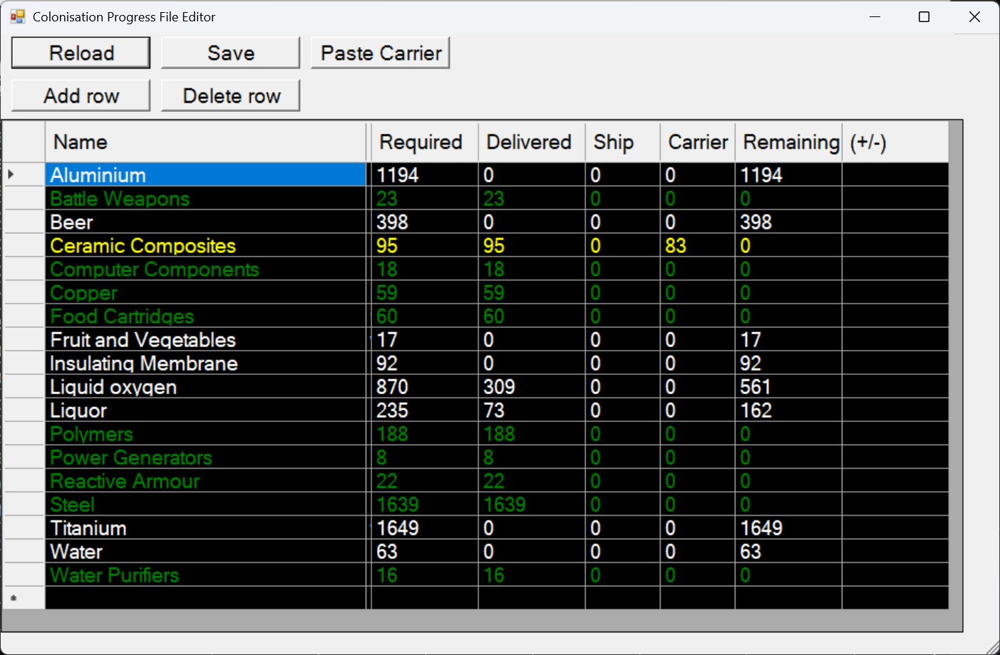 Colonisation Progress File Editor
Reload Save Paste Carrier
Add row Delete row
Name Required Delivered Ship Carrier Remaining (+/-)
Aluminium 1194 0 0 0 1194
Battle Weapons 23 23 0 0 0
Beer 398 0 0 0 398
Ceramic Composites 95 95 0 83 0
Computer Components 18 18 0 0 0
Copper 59 59 0 0 0
Food Cartridges 60 60 0 0 0
Fruit and Vegetables 17 0 0 0 17
Insulating Membrane 92 0 0 0 92
Liquid oxygen 870 309 0 0 561
Liquor 235 73 0 0 162
Polymers 188 188 0 0 0
Power Generators 8 8 0 0 0
Reactive Armour 22 22 0 0 0
Steel 1639 1639 0 0 0
Titanium 1649 0 0 0 1649
Water 63 0 0 0 63
Water Purifiers 16 16 0 0 0